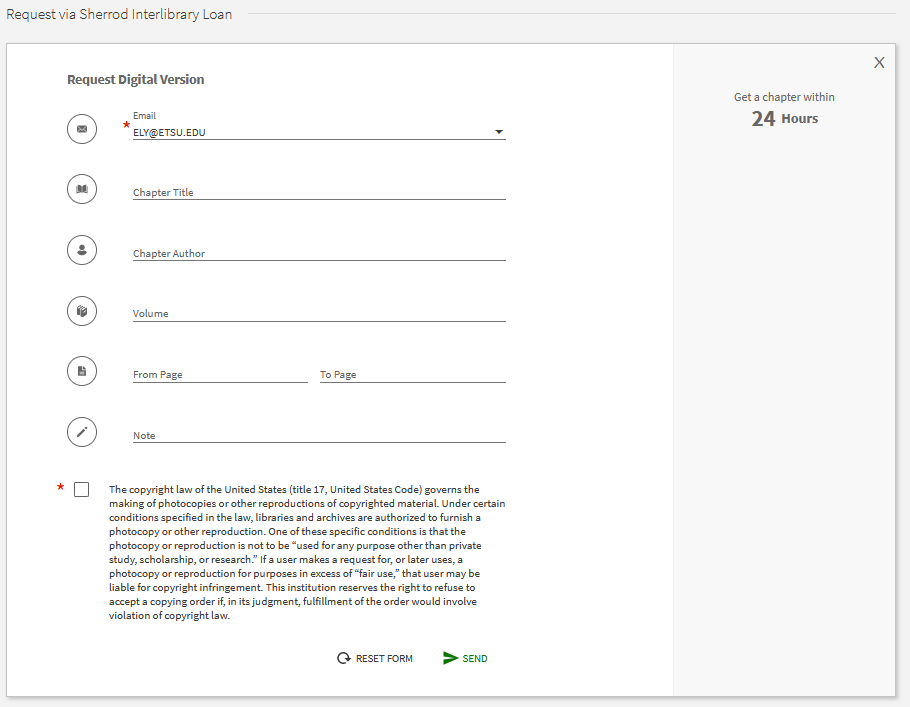 Request via Sherrod Interlibrary Loan
X
Request Digital Version
Get a chapter within
24 Hours
Email
* ELY@ETSU.EDU
Chapter Title
Chapter Author
Volume
From Page To Page
Note
* The copyright law of the United States (title 17, United States Code) governs the
making of photocopies or other reproductions of copyrighted material. Under certain
conditions specified in the law, libraries and archives are authorized to furnish a
photocopy or other reproduction. One of these specific conditions is that the
photocopy or reproduction is not to be “used for any purpose other than private
study, scholarship, or research.” If a user makes a request for, or later uses, a
photocopy or reproduction for purposes in excess of “fair use,” that user may be
liable for copyright infringement. This institution reserves the right to refuse to
accept a copying order if, in its judgment, fulfillment of the order would involve
violation of copyright law.
RESET FORM SEND